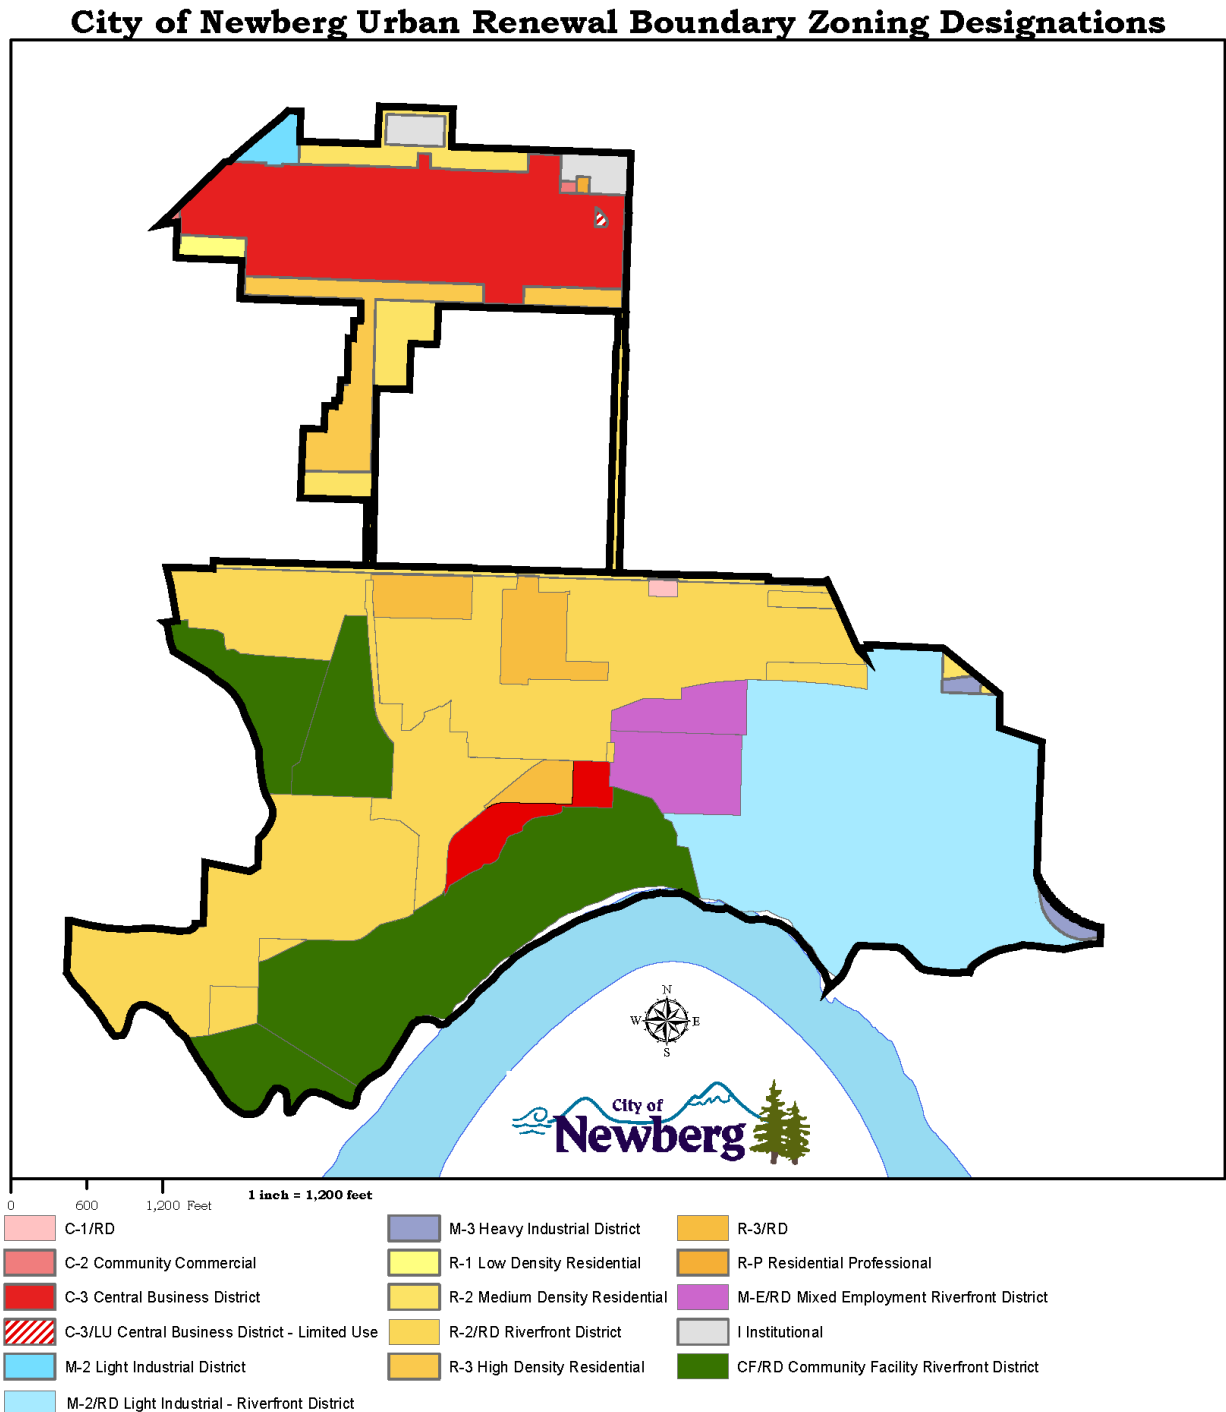 City of Newberg Urban Renewal Boundary Zoning Designations
N
W E
S
City of
Newberg
0 600 1,200 Feet
1 inch = 1,200 feet
C-1/RD
C-2 Community Commercial
C-3 Central Business District
C-3/LU Central Business District - Limited Use
M-2 Light Industrial District
M-2/RD Light Industrial - Riverfront District
M-3 Heavy Industrial District
R-1 Low Density Residential
R-2 Medium Density Residential
R-2/RD Riverfront District
R-3 High Density Residential
R-3/RD
R-P Residential Professional
M-E/RD Mixed Employment Riverfront District
I Institutional
CF/RD Community Facility Riverfront District